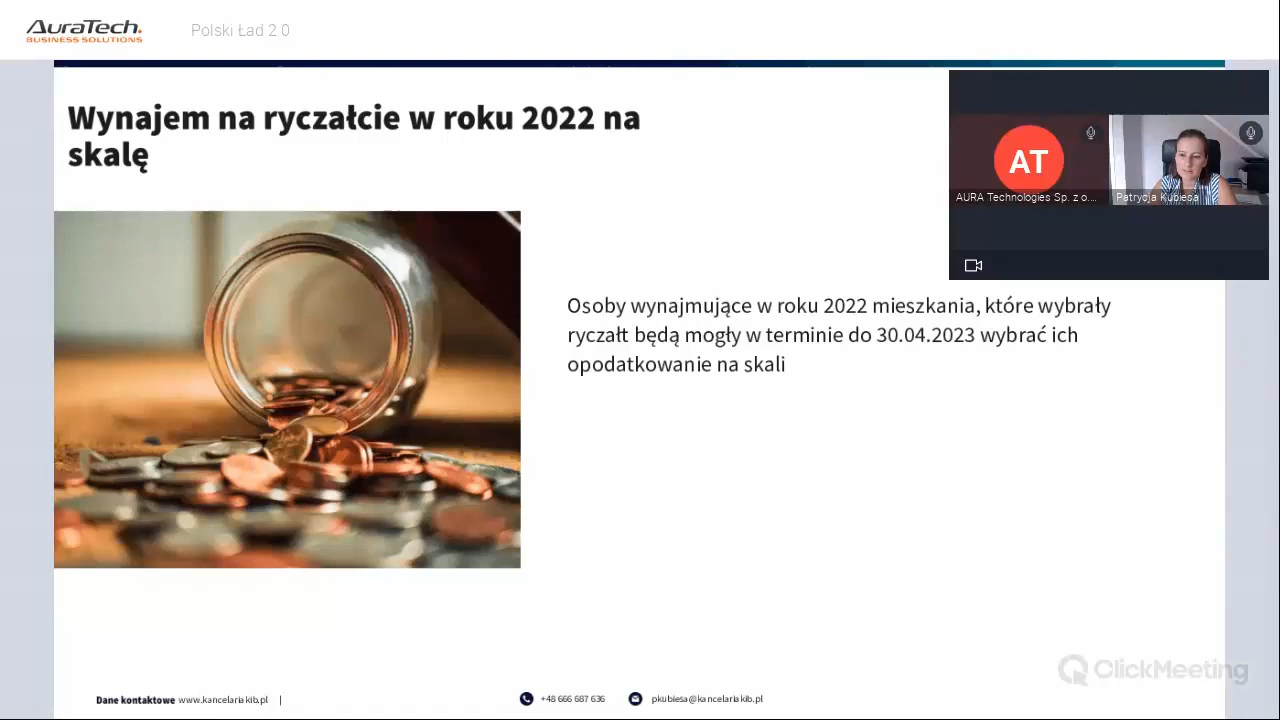 AURATECH.
BUSINESS SOLUTIONS
Polski Ład 2.0
Wynajem na ryczałcie w roku 2022 na
skalę
AT
AURA Technologies Sp. z o....
Patrycja Kubiesa
Osoby wynajmujące w roku 2022 mieszkania, które wybrały
ryczałt będą mogły w terminie do 30.04.2023 wybrać ich
opodatkowanie na skali
ClickMeeting
Dane kontaktowe www.kancelariakib.pl |
+48 666 687 636
pkubiesa@kancelariakib.pl